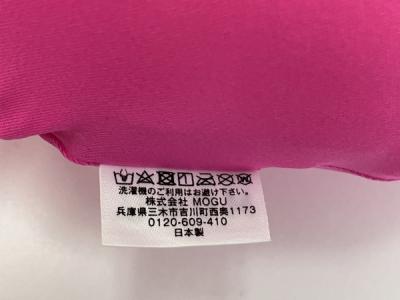 洗濯機のご利用はお避け下さい。
株式会社 MOGU
兵庫県三木市吉川町西奥1173
0120-609-410
日本製